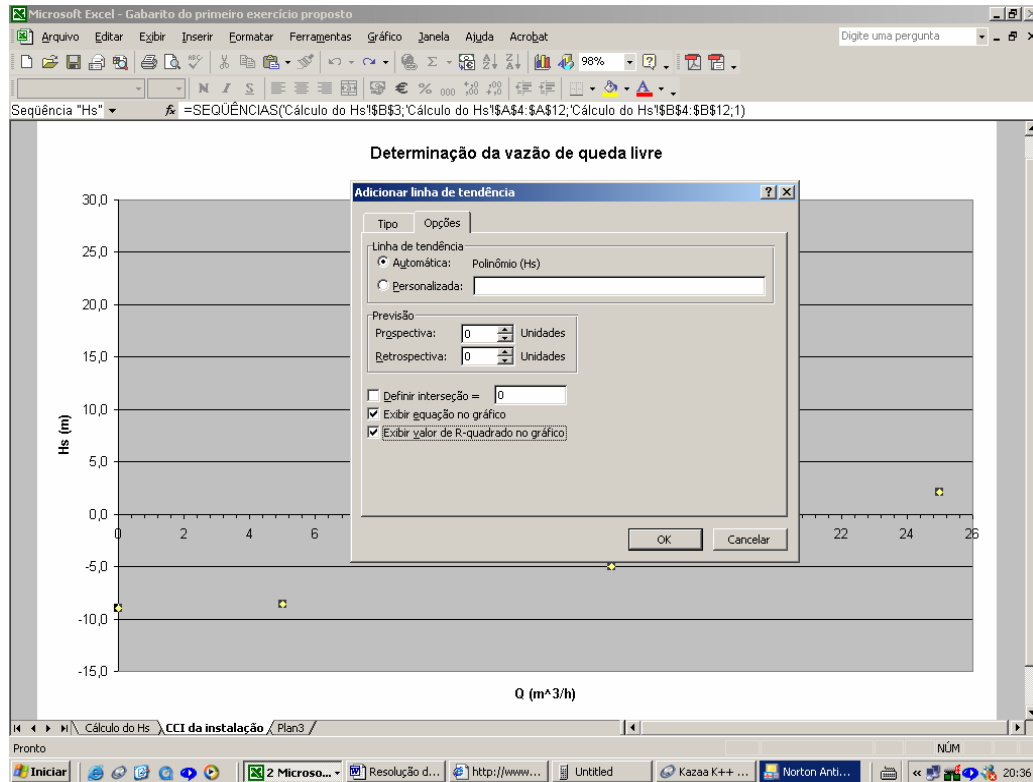 Microsoft Excel - Gabarito do primeiro exercício proposto
Arquivo Editar Exibir Inserir Formatar Ferramentas Gráfico Janela Ajuda Acrobat
Digite uma pergunta
98%
N I S
Seqüência "Hs"
fx =SEQÜÊNCIAS('Cálculo do Hs'!$B$3;'Cálculo do Hs'!$A$4:$A$12;'Cálculo do Hs'!$B$4:$B$12;1)
Determinação da vazão de queda livre
Adicionar linha de tendência
Tipo Opções
Linha de tendência
Automática: Polinômio (Hs)
Personalizada:
Previsão
Prospectiva: 0 Unidades
Retrospectiva: 0 Unidades
Definir interseção = 0
Exibir equação no gráfico
Exibir valor de R-quadrado no gráfico
OK Cancelar
Hs (m)
30,0
25,0
20,0
15,0
10,0
5,0
0,0
-5,0
-10,0
-15,0
0 2 4 6 22 24 26
Q (m^3/h)
Cálculo do Hs CCI da instalação Plan3
Pronto
NÚM
Iniciar
2 Microso...
Resolução d...
http://www...
Untitled
Kazaa K++ ...
Norton Anti...
20:39